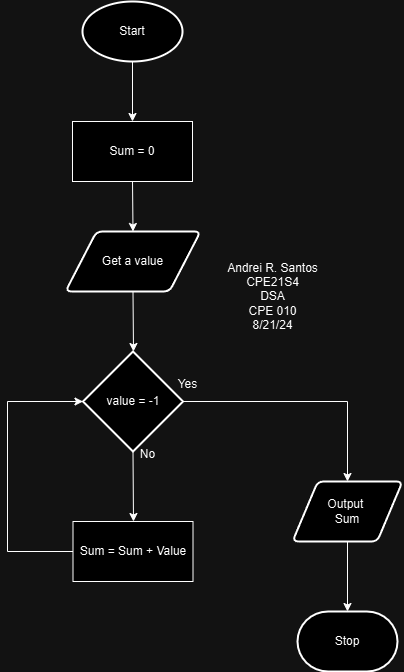 Start
Sum = 0
Get a value
Andrei R. Santos
CPE21S4
DSA
CPE 010
8/21/24
value = -1
Yes
No
Sum = Sum + Value
Output
Sum
Stop